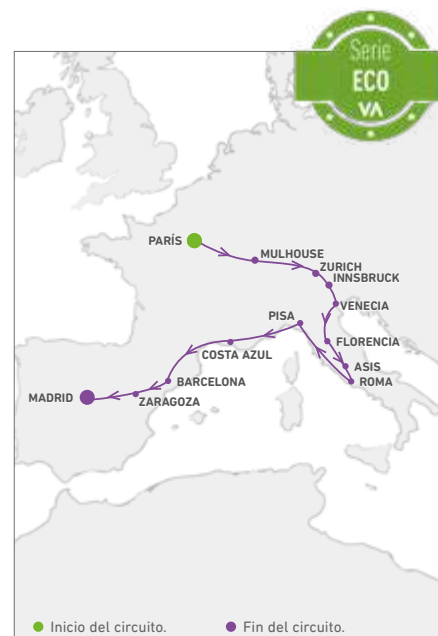 Serie
ECO
VA
PARÍS
MULHOUSE
ZURICH
INNSBRUCK
VENECIA
PISA
FLORENCIA
COSTA AZUL
ASIS
BARCELONA
ROMA
MADRID
ZARAGOZA
Inicio del circuito.
Fin del circuito.